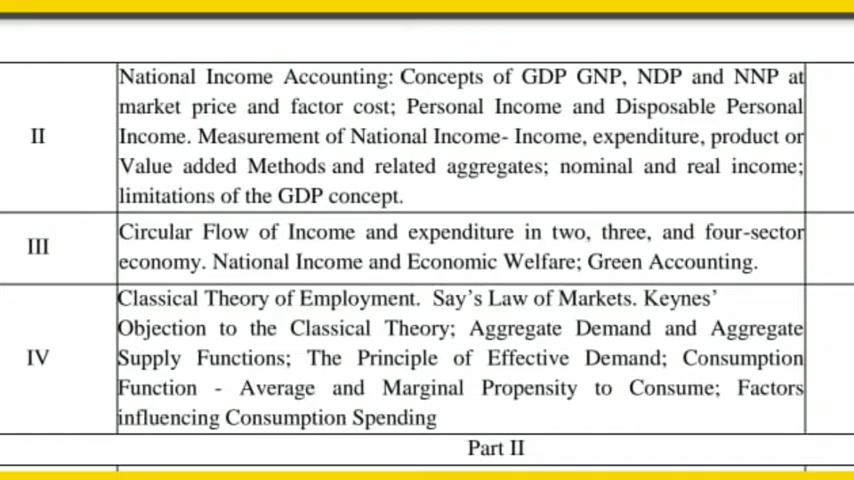 National Income Accounting: Concepts of GDP GNP, NDP and NNP at
market price and factor cost; Personal Income and Disposable Personal
II
Income. Measurement of National Income- Income, expenditure, product or
Value added Methods and related aggregates; nominal and real income;
limitations of the GDP concept.
Circular Flow of Income and expenditure in two, three, and four-sector
III
economy. National Income and Economic Welfare; Green Accounting.
Classical Theory of Employment. Say's Law of Markets. Keynes'
Objection to the Classical Theory; Aggregate Demand and Aggregate
IV
Supply Functions; The Principle of Effective Demand; Consumption
Function - Average and Marginal Propensity to Consume; Factors
influencing Consumption Spending
Part II